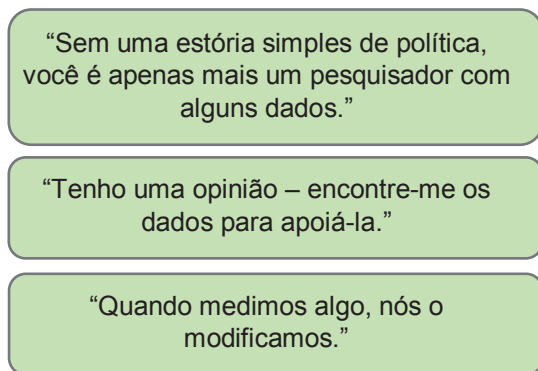 “Sem uma estória simples de política,
você é apenas mais um pesquisador com
alguns dados.”
“Tenho uma opinião – encontre-me os
dados para apoiá-la.”
“Quando medimos algo, nós o
modificamos.”